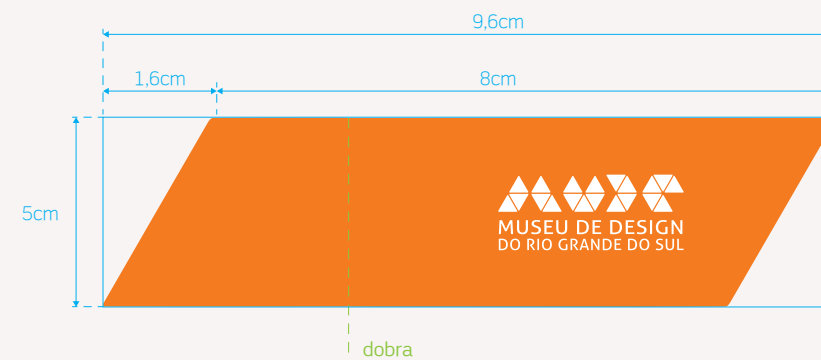 9,6cm
1,6cm
8cm
5cm
MUSEU DE DESIGN
DO RIO GRANDE DO SUL
dobra